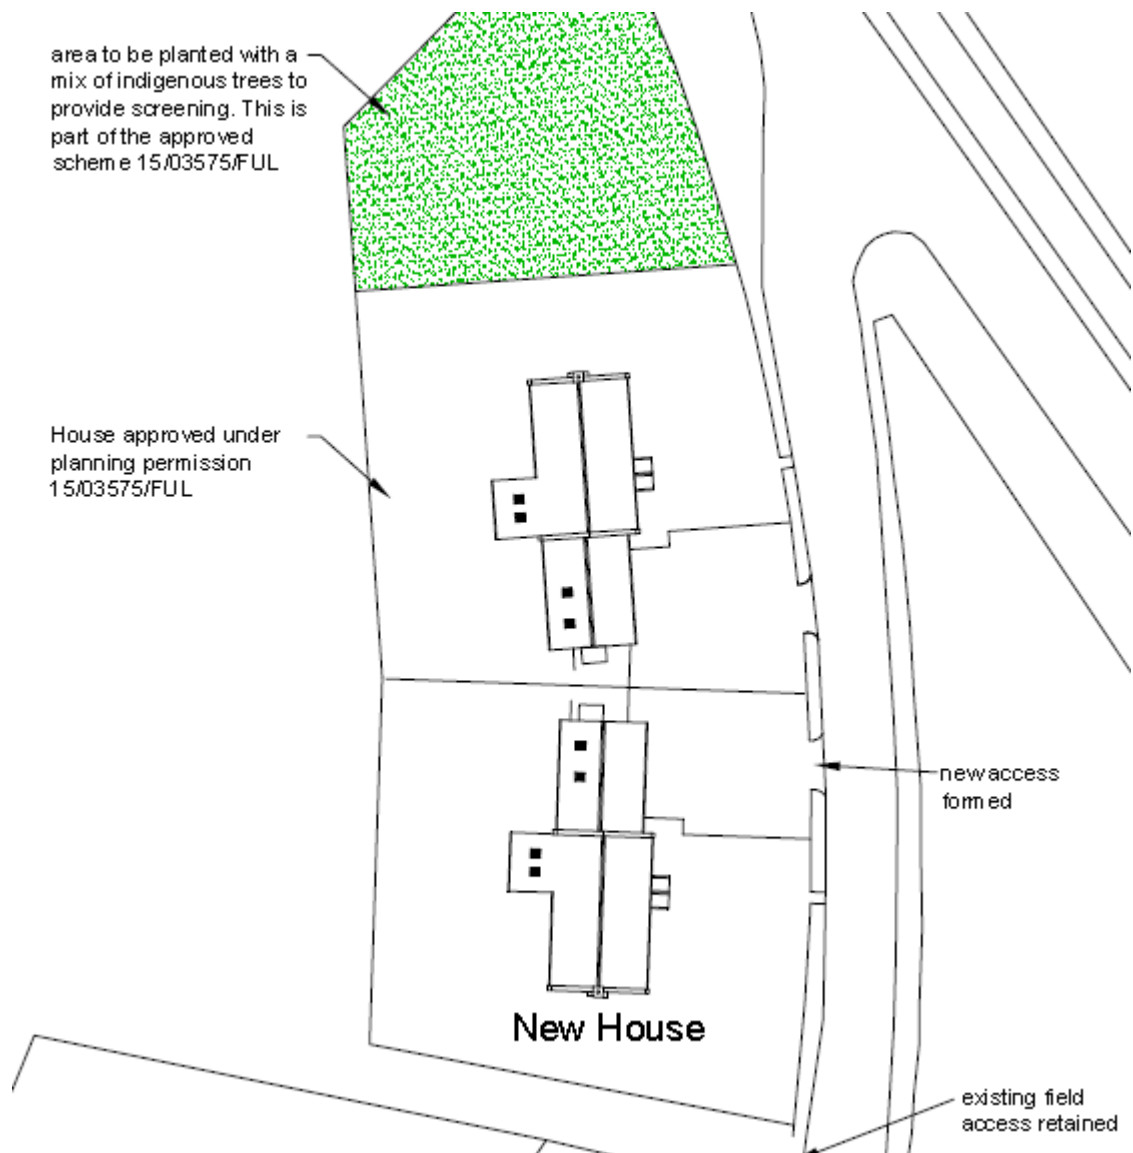 area to be planted with a
mix of indigenous trees to
provide screening. This is
part of the approved
scheme 15/03575/FUL
House approved under
planning permission
15/03575/FUL
new access
formed
New House
existing field
access retained